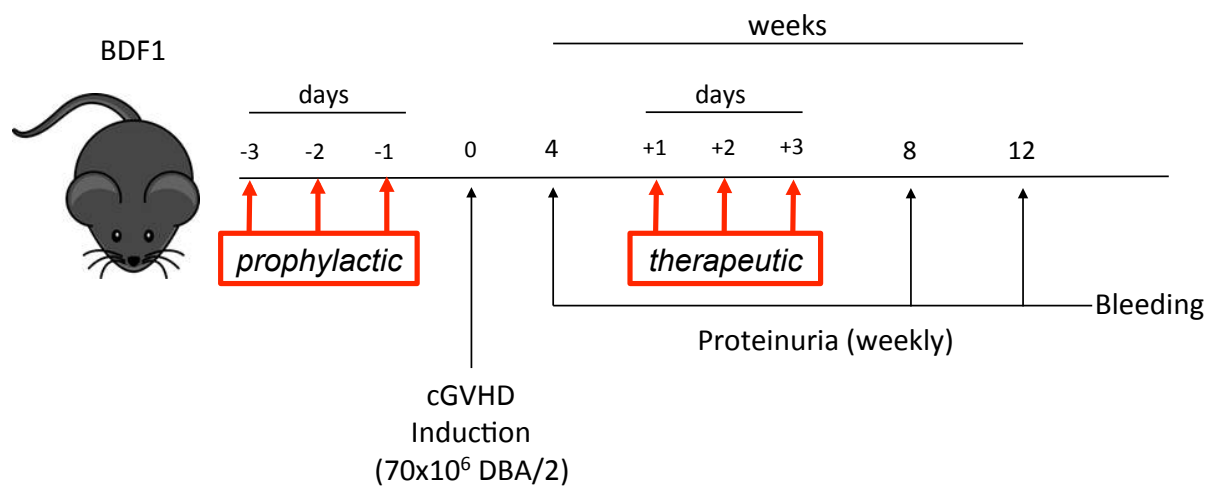 weeks
BDF1
days
days
-3 -2 -1 0 4 +1 +2 +3 8 12
prophylactic
therapeutic
Bleeding
Proteinuria (weekly)
cGVHD
Induction
(70x10⁶ DBA/2)